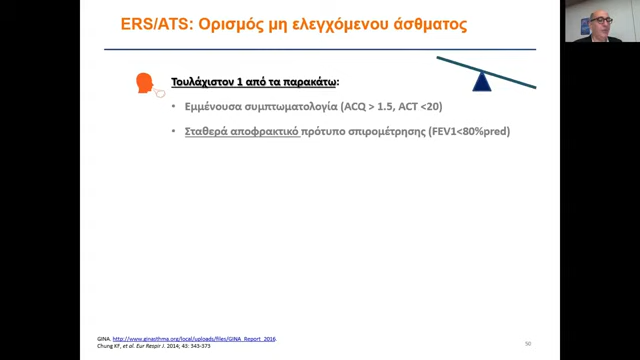 ERS/ATS: Ορισμός μη ελεγχόμενου άσθματος
Τουλάχιστον 1 από τα παρακάτω:
• Εμμένουσα συμπτωματολογία (ACQ > 1.5, ACT <20)
• Σταθερά αποφρακτικό πρότυπο σπιρομέτρησης (FEV1<80%pred)
GINA. http://www.ginasthma.org/local/uploads/files/GINA_Report_2016.
Chung KF, et al. Eur Respir J. 2014; 43: 343-373
50